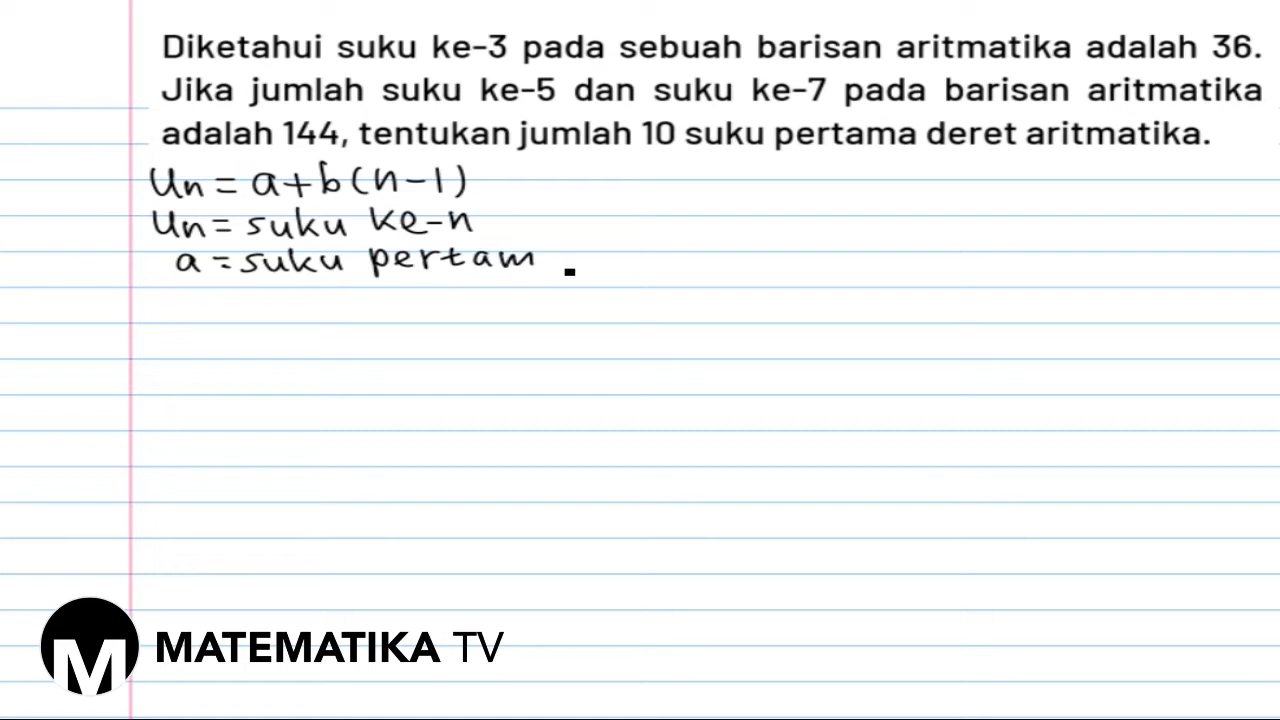 Diketahui suku ke-3 pada sebuah barisan aritmatika adalah 36.
Jika jumlah suku ke-5 dan suku ke-7 pada barisan aritmatika
adalah 144, tentukan jumlah 10 suku pertama deret aritmatika.
Un = a+b(n-1)
Un = suku ke-n
a = suku pertam
M MATEMATIKA TV